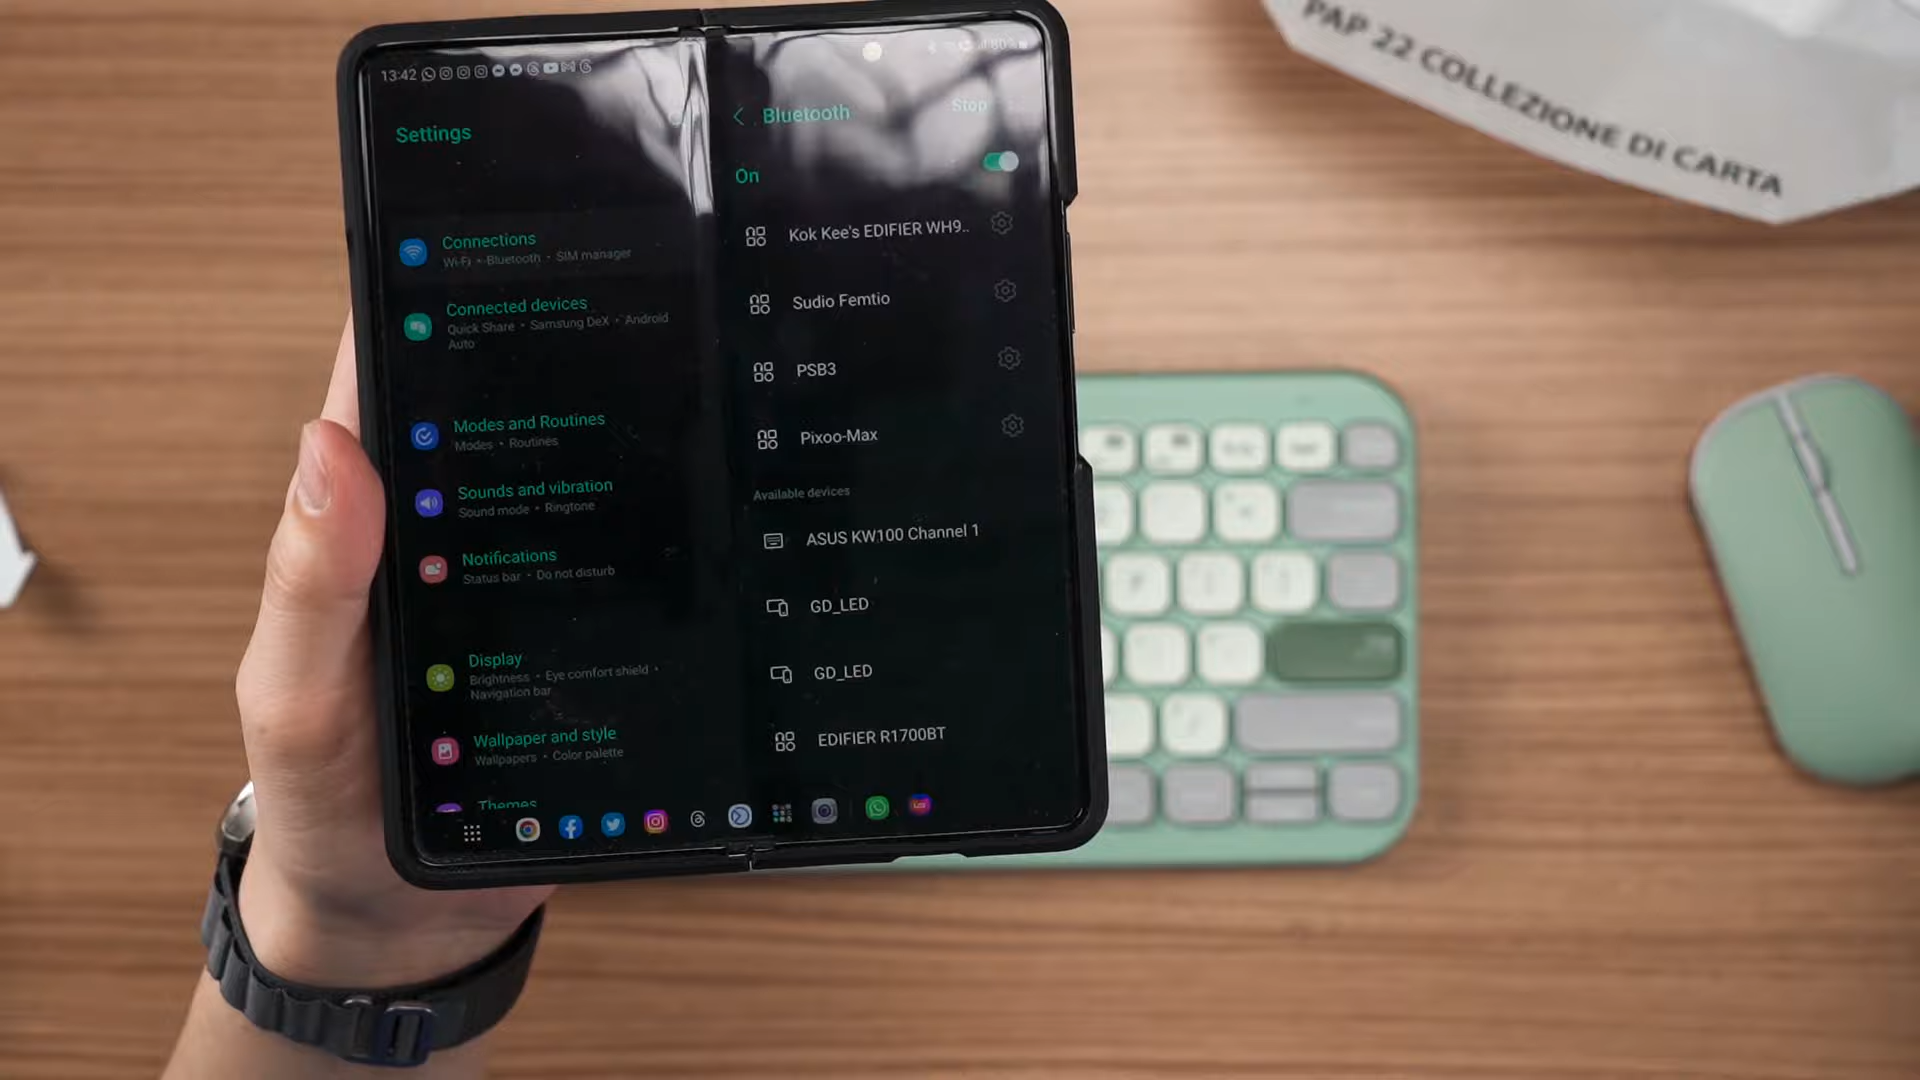 13:42
80%
Settings
Connections
Wi-Fi • Bluetooth • SIM manager
Connected devices
Quick Share • Samsung DeX • Android
Auto
Modes and Routines
Modes • Routines
Sounds and vibration
Sound mode • Ringtone
Notifications
Status bar • Do not disturb
Display
Brightness • Eye comfort shield •
Navigation bar
Wallpaper and style
Wallpapers • Color palette
Themes
Bluetooth
Stop
On
Kok Kee's EDIFIER WH9..
Sudio Femtio
PSB3
Pixoo-Max
Available devices
ASUS KW100 Channel 1
GD_LED
GD_LED
EDIFIER R1700BT
PAP 22 COLLEZIONE DI CARTA